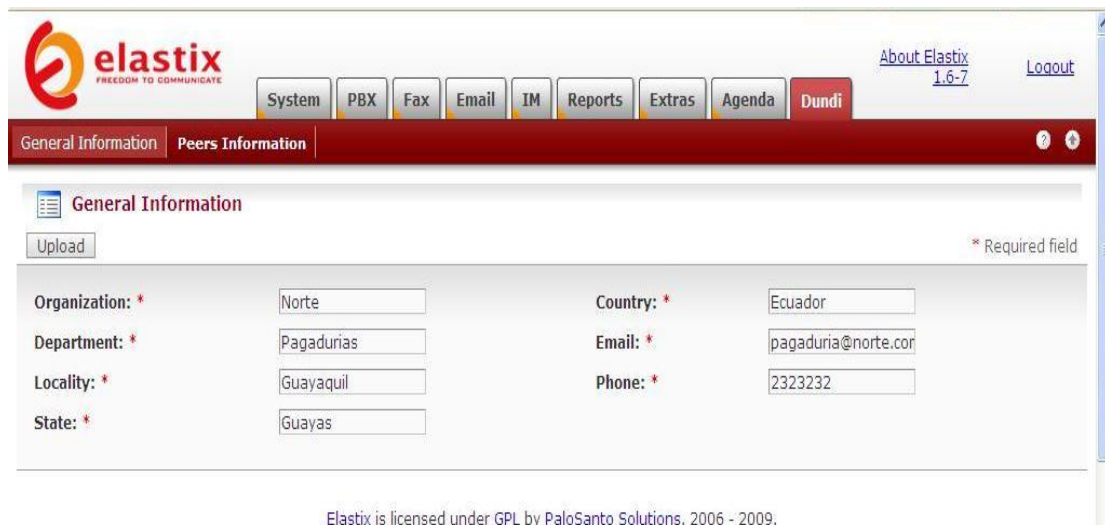 elastix
FREEDOM TO COMMUNICATE
About Elastix 1.6-7
Logout
System PBX Fax Email IM Reports Extras Agenda Dundi
General Information Peers Information
General Information
Upload * Required field
Organization: * Norte Country: * Ecuador
Department: * Pagadurias Email: * pagaduria@norte.cor
Locality: * Guayaquil Phone: * 2323232
State: * Guayas
Elastix is licensed under GPL by PaloSanto Solutions. 2006 - 2009.